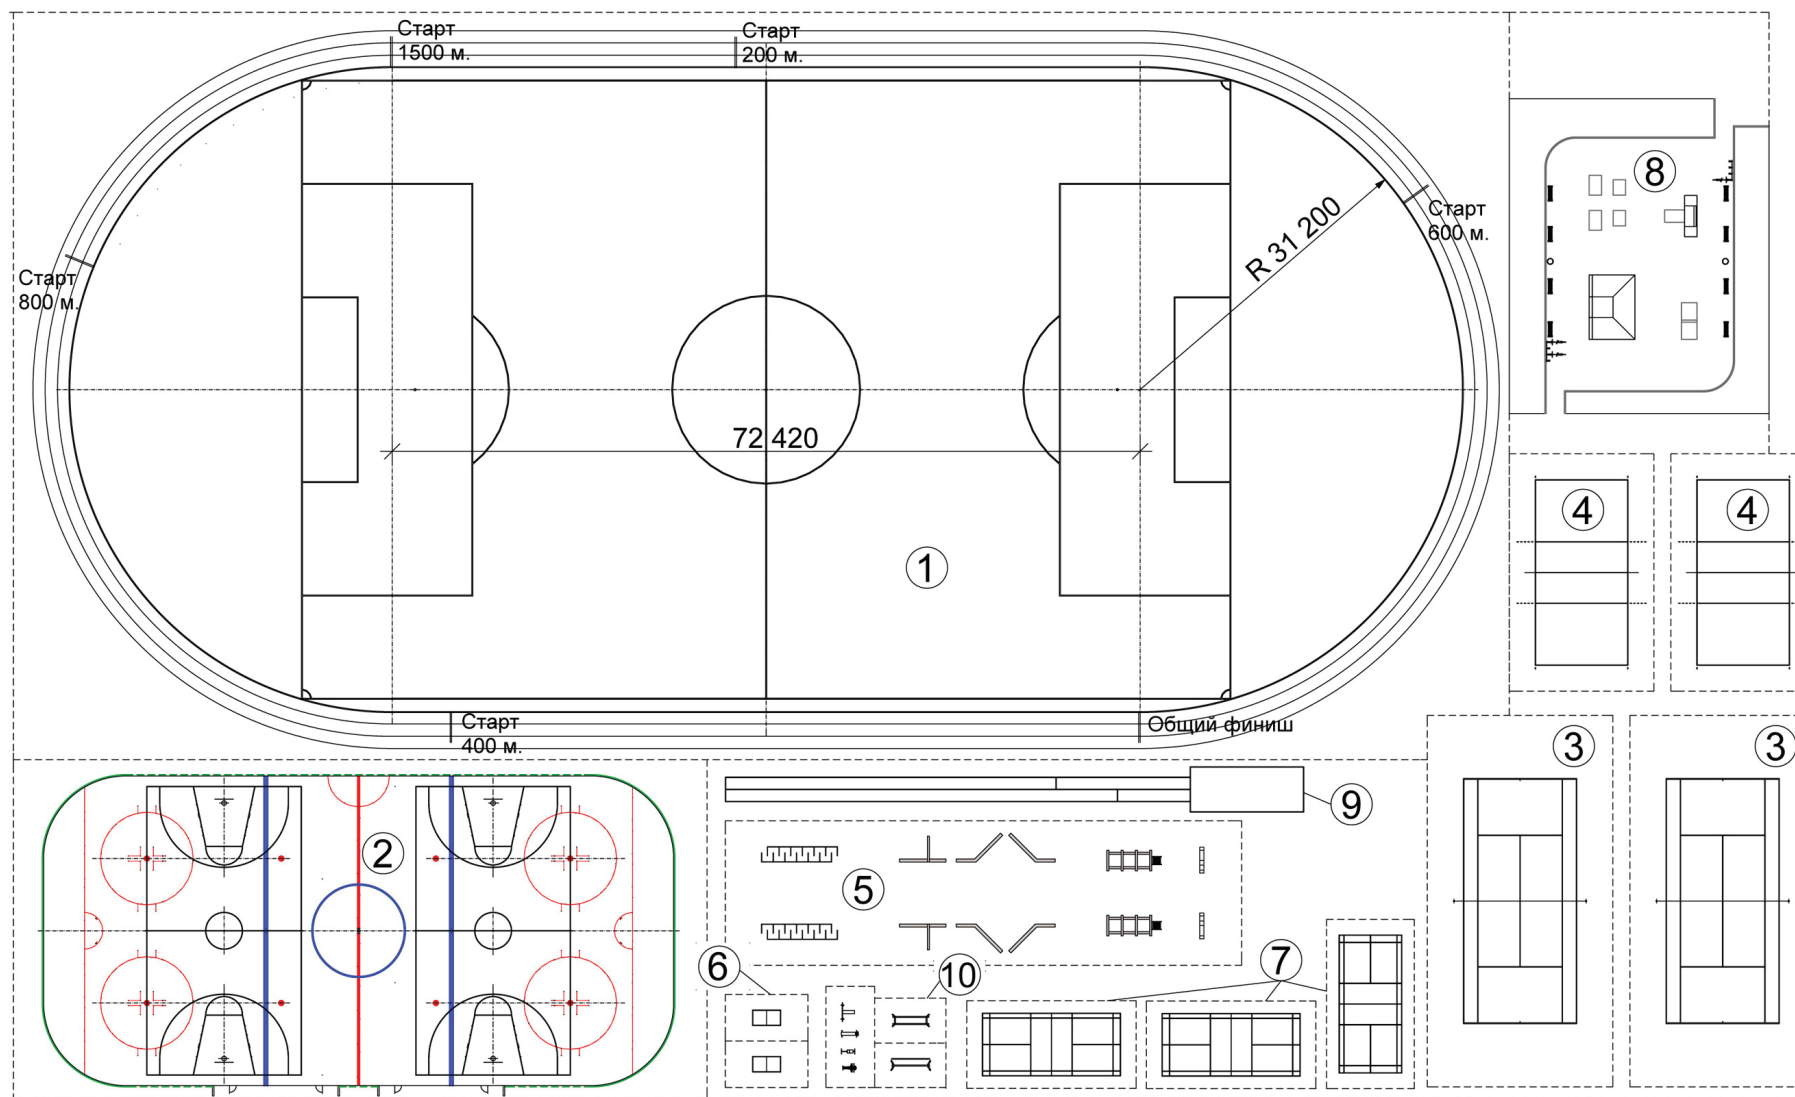 Старт
1500 м.
Старт
200 м.
Старт
600 м.
R 31 200
Старт
800 м.
72 420
1
Старт
400 м.
Общий финиш
8
4
4
3
3
2
9
5
6
10
7